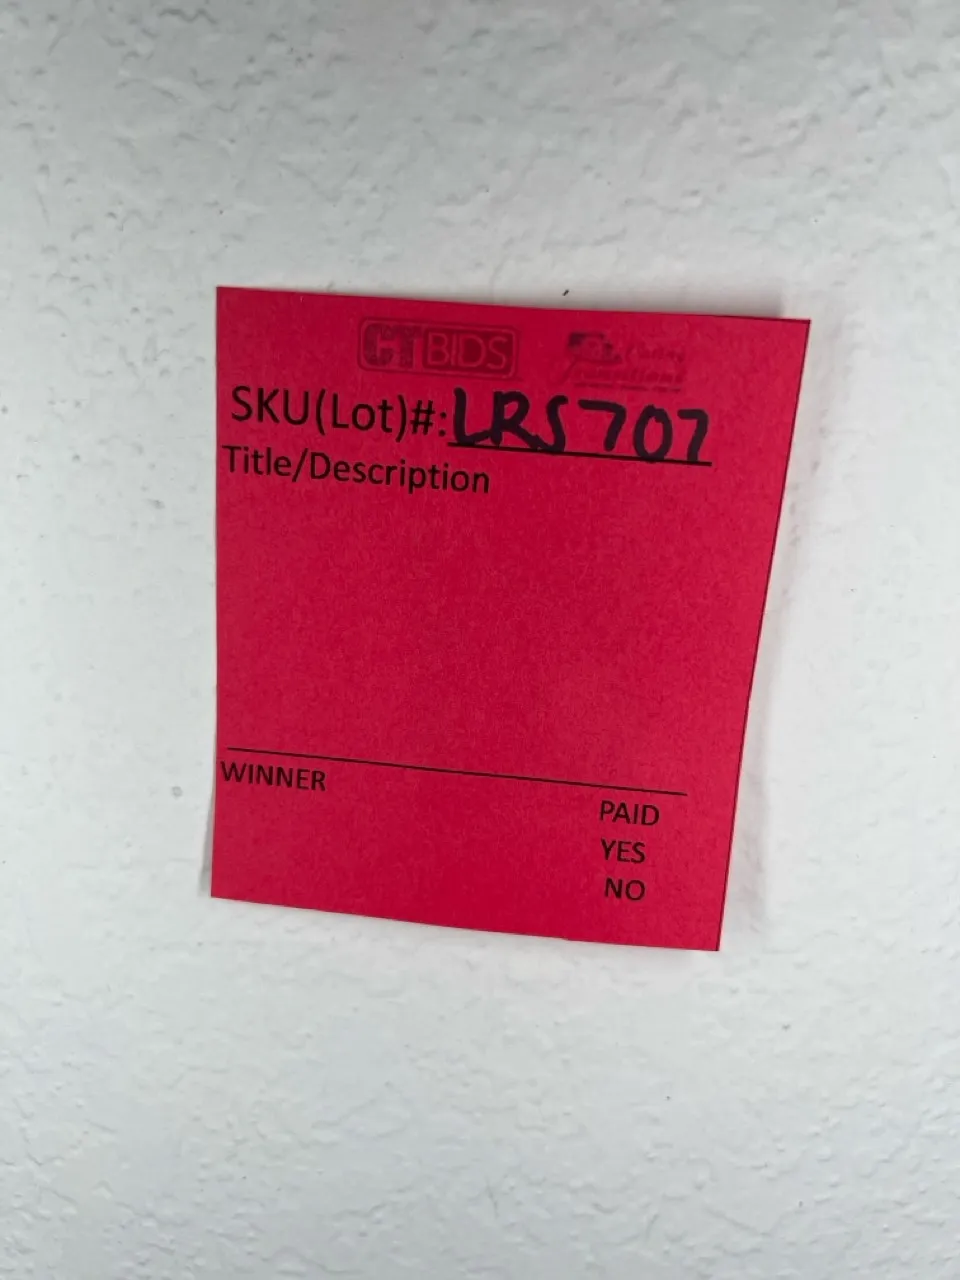 CTBIDS
SKU(Lot)#: LRS707
Title/Description
WINNER
PAID
YES
NO